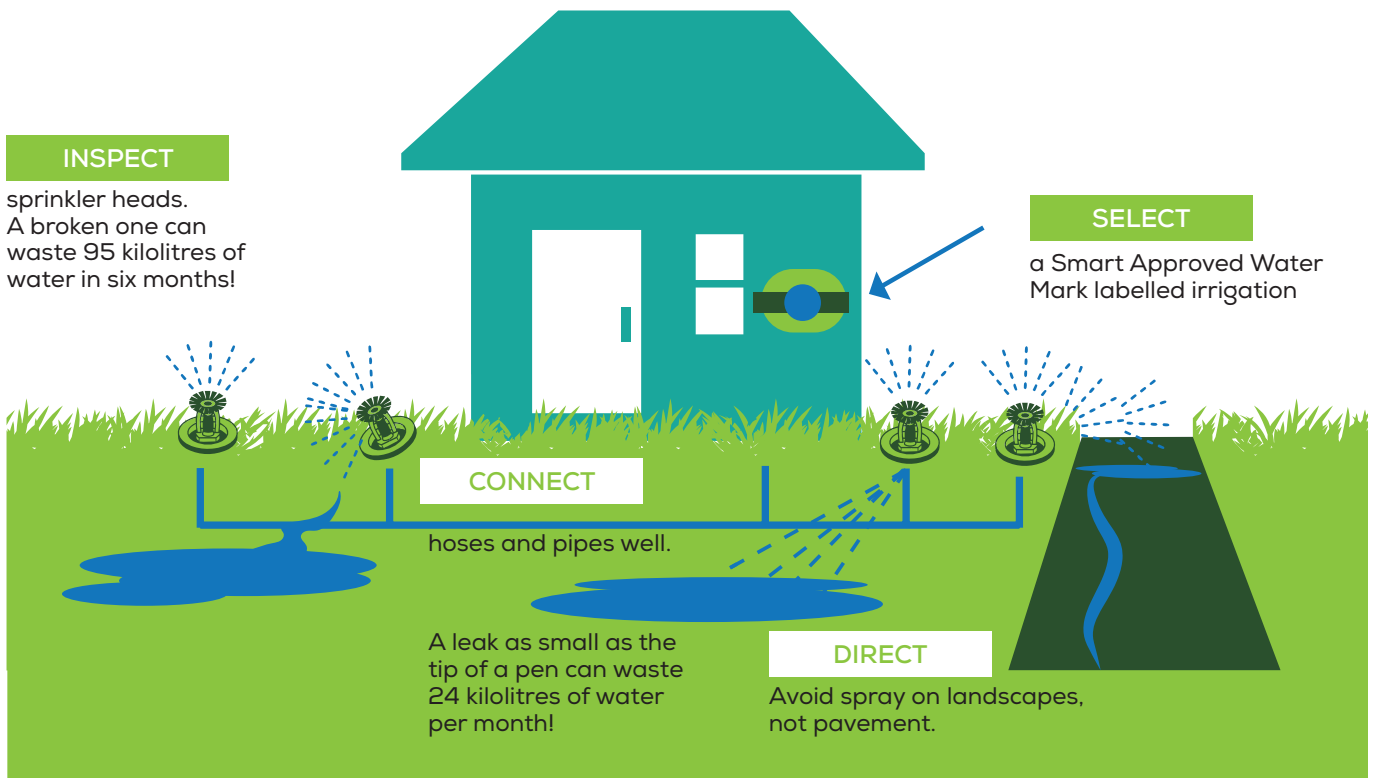 INSPECT
sprinkler heads.
A broken one can
waste 95 kilolitres of
water in six months!
SELECT
a Smart Approved Water
Mark labelled irrigation
CONNECT
hoses and pipes well.
A leak as small as the
tip of a pen can waste
24 kilolitres of water
per month!
DIRECT
Avoid spray on landscapes,
not pavement.